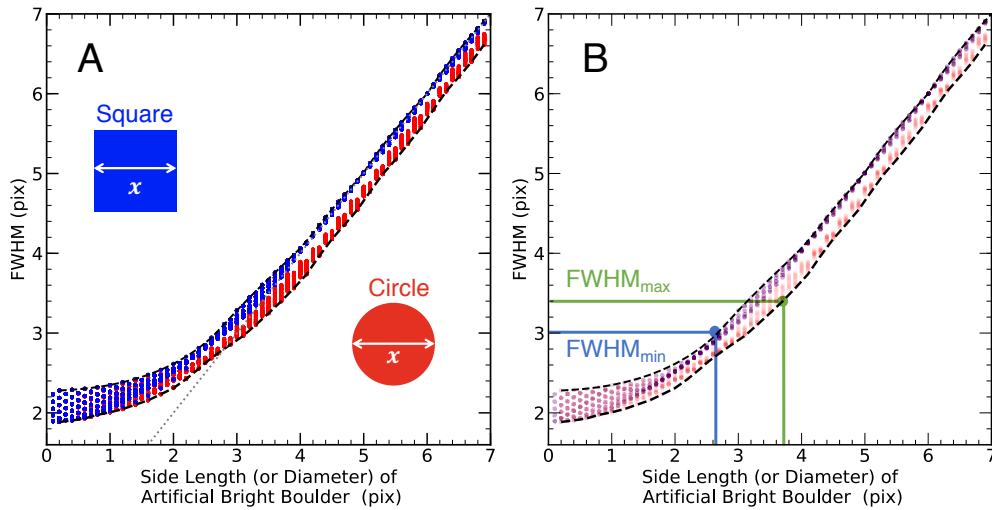 A
Square
x
Circle
x
7
6
5
4
3
2
FWHM (pix)
0 1 2 3 4 5 6 7
Side Length (or Diameter) of
Artificial Bright Boulder (pix)
B
FWHMmax
FWHMmin
7
6
5
4
3
2
FWHM (pix)
0 1 2 3 4 5 6 7
Side Length (or Diameter) of
Artificial Bright Boulder (pix)